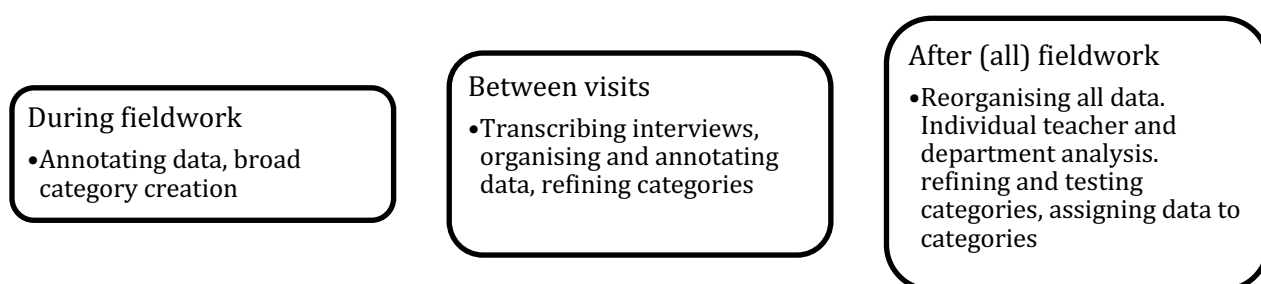 During fieldwork
•Annotating data, broad
category creation
Between visits
•Transcribing interviews,
organising and annotating
data, refining categories
After (all) fieldwork
•Reorganising all data.
Individual teacher and
department analysis.
refining and testing
categories, assigning data to
categories